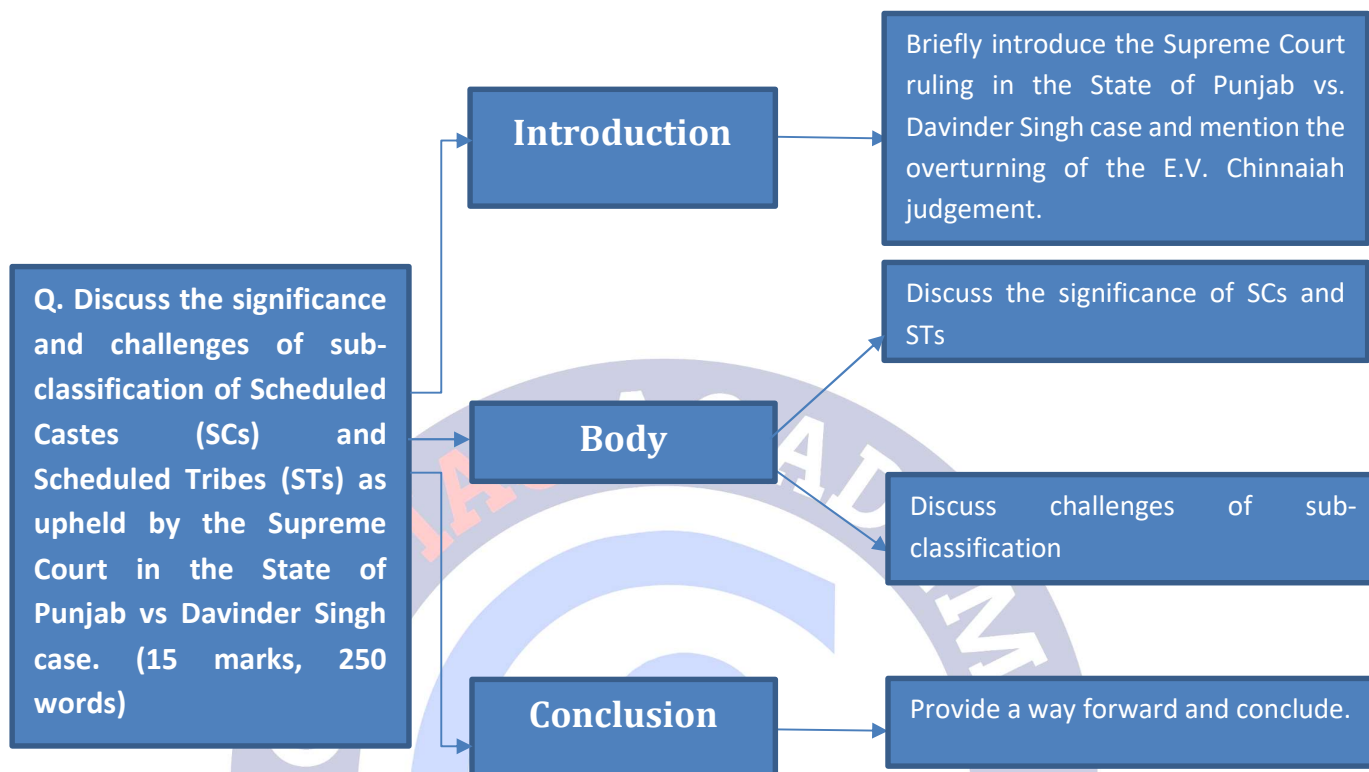 Q. Discuss the significance
and challenges of sub-
classification of Scheduled
Castes (SCs) and
Scheduled Tribes (STs) as
upheld by the Supreme
Court in the State of
Punjab vs Davinder Singh
case. (15 marks, 250
words)
Introduction
Briefly introduce the Supreme Court
ruling in the State of Punjab vs.
Davinder Singh case and mention the
overturning of the E.V. Chinnaiah
judgement.
Body
Discuss the significance of SCs and
STs
Discuss challenges of sub-
classification
Conclusion
Provide a way forward and conclude.